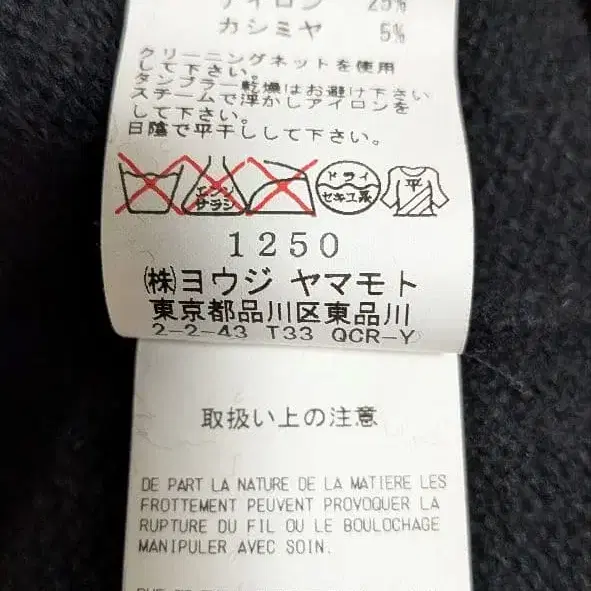 ナイロン 25%
カシミヤ 5%
クリーニングネットを使用
して下さい。
タンブラー乾燥はお避け下さい
スチームで浮かしアイロンを
して下さい。
日陰で平干しして下さい。
エンソ
サラシ
ドライ
セキユ系
平
1250
㈱ヨウジ ヤマモト
東京都品川区東品川
2-2-43 T33 QCR-Y
取扱い上の注意
DE PART LA NATURE DE LA MATIERE LES
FROTTEMENT PEUVENT PROVOQUER LA
RUPTURE DU FIL OU LE BOULOCHAGE
MANIPULER AVEC SOIN.